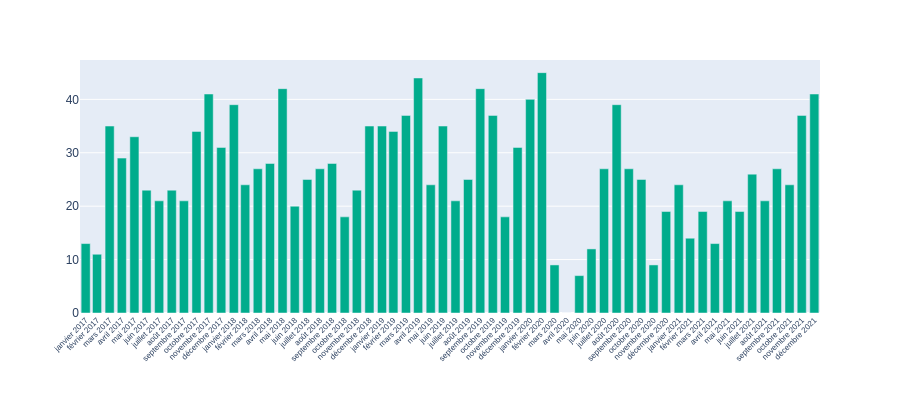 40
30
20
10
0
janvier 2017
février 2017
mars 2017
avril 2017
mai 2017
juin 2017
juillet 2017
août 2017
septembre 2017
octobre 2017
novembre 2017
décembre 2017
janvier 2018
février 2018
mars 2018
avril 2018
mai 2018
juin 2018
juillet 2018
août 2018
septembre 2018
octobre 2018
novembre 2018
décembre 2018
janvier 2019
février 2019
mars 2019
avril 2019
mai 2019
juin 2019
juillet 2019
août 2019
septembre 2019
octobre 2019
novembre 2019
décembre 2019
janvier 2020
février 2020
mars 2020
avril 2020
mai 2020
juin 2020
juillet 2020
août 2020
septembre 2020
octobre 2020
novembre 2020
décembre 2020
janvier 2021
février 2021
mars 2021
avril 2021
mai 2021
juin 2021
juillet 2021
août 2021
septembre 2021
octobre 2021
novembre 2021
décembre 2021